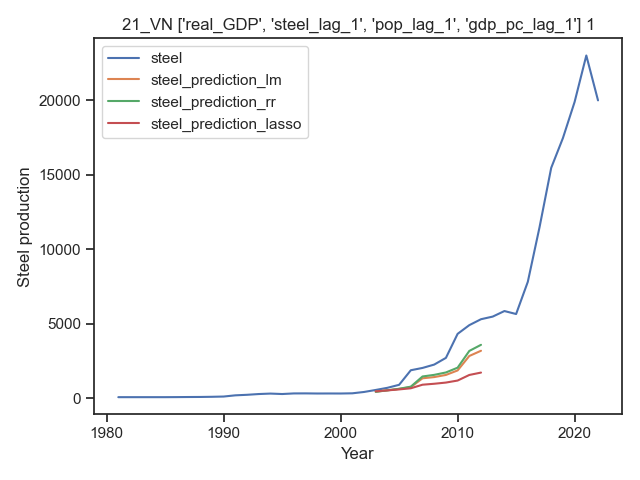 21_VN ['real_GDP', 'steel_lag_1', 'pop_lag_1', 'gdp_pc_lag_1'] 1
steel
steel_prediction_lm
steel_prediction_rr
steel_prediction_lasso
Steel production
20000
15000
10000
5000
0
1980 1990 2000 2010 2020
Year